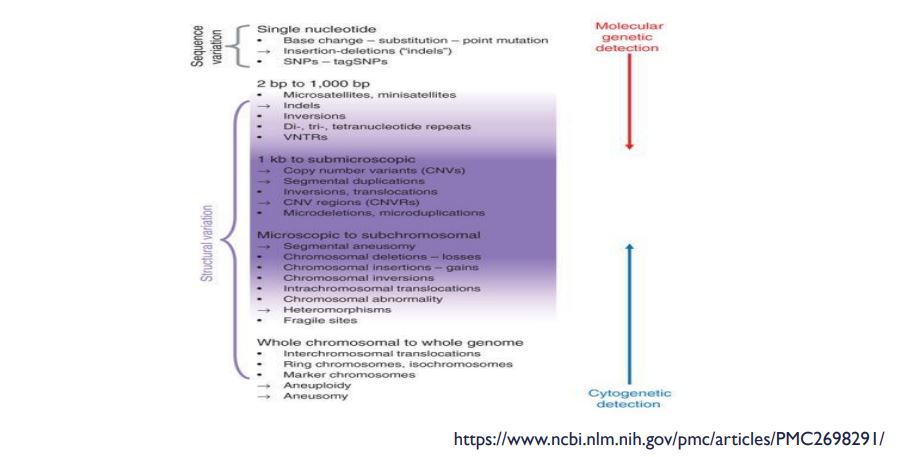 Sequence
variation
Single nucleotide
• Base change – substitution – point mutation
→ Insertion-deletions ("indels")
• SNPs – tagSNPs
Molecular
genetic
detection
2 bp to 1,000 bp
• Microsatellites, minisatellites
→ Indels
• Inversions
• Di-, tri-, tetranucleotide repeats
• VNTRs
Structural variation
1 kb to submicroscopic
→ Copy number variants (CNVs)
→ Segmental duplications
• Inversions, translocations
→ CNV regions (CNVRs)
• Microdeletions, microduplications
Microscopic to subchromosomal
→ Segmental aneusomy
• Chromosomal deletions – losses
• Chromosomal insertions – gains
• Chromosomal inversions
• Intrachromosomal translocations
• Chromosomal abnormality
→ Heteromorphisms
• Fragile sites
Whole chromosomal to whole genome
• Interchromosomal translocations
• Ring chromosomes, isochromosomes
• Marker chromosomes
→ Aneuploidy
→ Aneusomy
Cytogenetic
detection
https://www.ncbi.nlm.nih.gov/pmc/articles/PMC2698291/